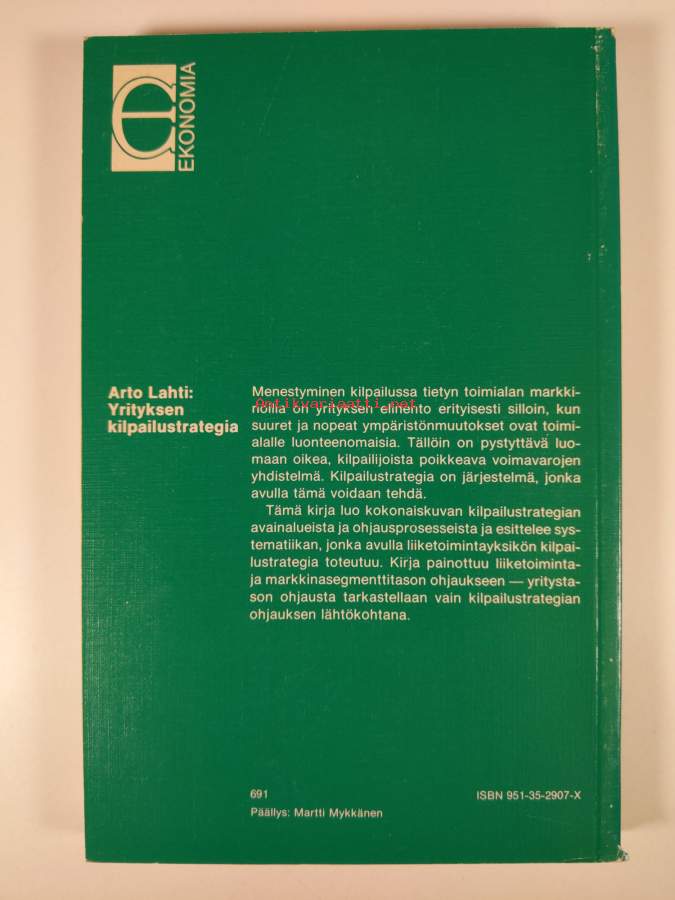 EKONOMIA
Arto Lahti:
Yrityksen
kilpailustrategia
Menestyminen kilpailussa tietyn toimialan markki-
noilla on yrityksen elinehto erityisesti silloin, kun
Antikvariaatti.net
suuret ja nopeat ympäristönmuutokset ovat toimi-
alalle luonteenomaisia. Tällöin on pystyttävä luo-
maan oikea, kilpailijoista poikkeava voimavarojen
yhdistelmä. Kilpailustrategia on järjestelmä, jonka
avulla tämä voidaan tehdä.
Tämä kirja luo kokonaiskuvan kilpailustrategian
avainalueista ja ohjausprosesseista ja esittelee sys-
tematiikan, jonka avulla liiketoimintayksikön kilpai-
lustrategia toteutuu. Kirja painottuu liiketoiminta-
ja markkinasegmenttitason ohjaukseen — yritysta-
son ohjausta tarkastellaan vain kilpailustrategian
ohjauksen lähtökohtana.
691
ISBN 951-35-2907-X
Päällys: Martti Mykkänen